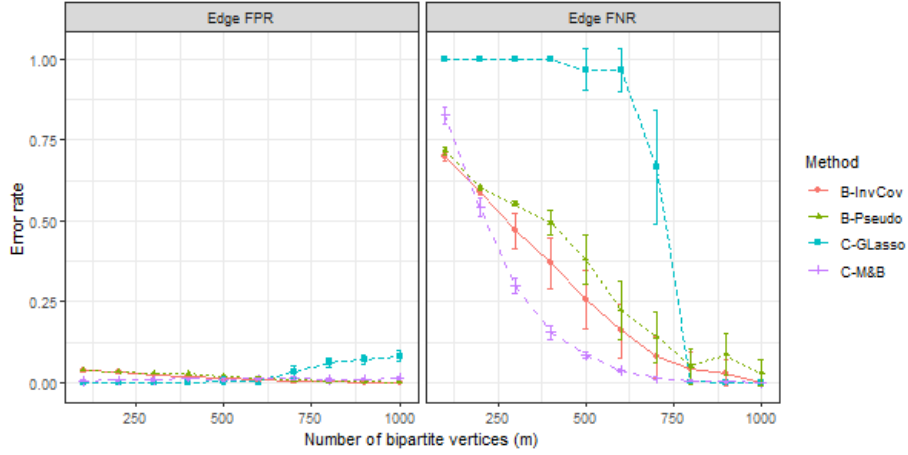 Edge FPR
Edge FNR
1.00
0.75
0.50
0.25
0.00
Error rate
250
500
750
1000
250
500
750
1000
Number of bipartite vertices (m)
Method
B-InvCov
B-Pseudo
C-GLasso
C-M&B